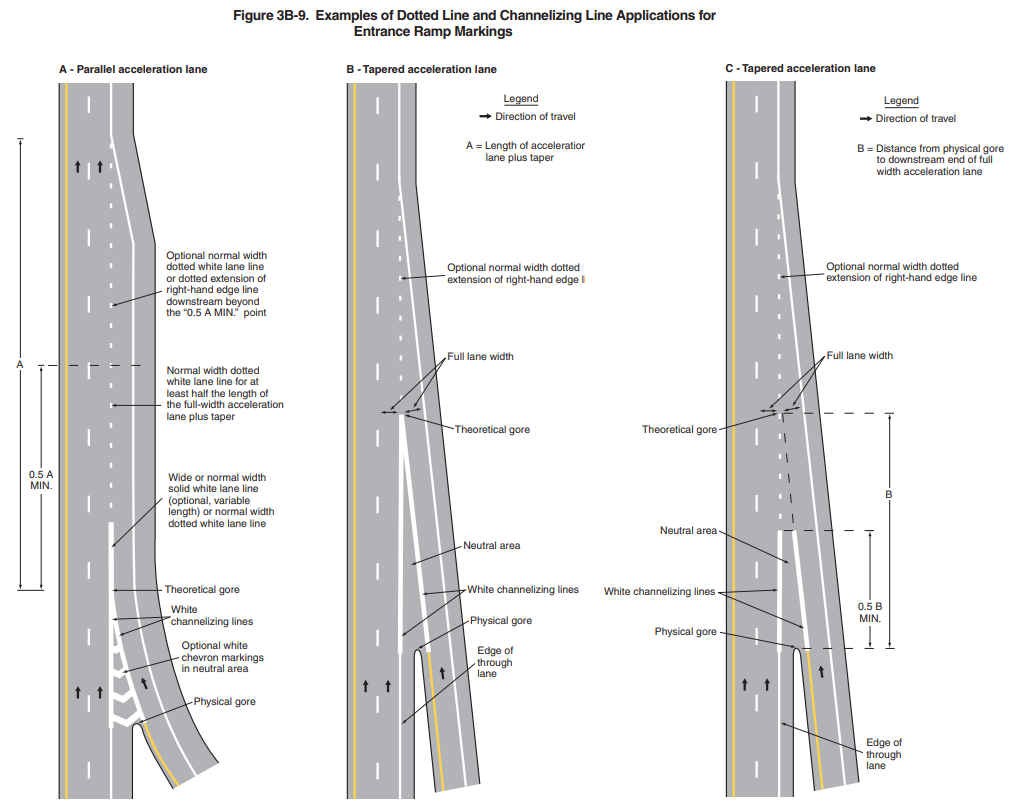 Figure 3B-9. Examples of Dotted Line and Channelizing Line Applications for
Entrance Ramp Markings
A - Parallel acceleration lane
A
0.5 A
MIN.
Optional normal width
dotted white lane line
or dotted extension of
right-hand edge line
downstream beyond
the “0.5 A MIN.” point
Normal width dotted
white lane line for at
least half the length of
the full-width acceleration
lane plus taper
Wide or normal width
solid white lane line
(optional, variable
length) or normal width
dotted white lane line
Theoretical gore
White
channelizing lines
Optional white
chevron markings
in neutral area
Physical gore
B - Tapered acceleration lane
Legend
Direction of travel
A = Length of acceleratior
lane plus taper
Optional normal width dotted
extension of right-hand edge li
Full lane width
Theoretical gore
Neutral area
White channelizing lines
Physical gore
Edge of
through
lane
C - Tapered acceleration lane
Legend
Direction of travel
B = Distance from physical gore
to downstream end of full
width acceleration lane
Optional normal width dotted
extension of right-hand edge line
Full lane width
Theoretical gore
B
Neutral area
White channelizing lines
0.5 B
MIN.
Physical gore
Edge of
through
lane